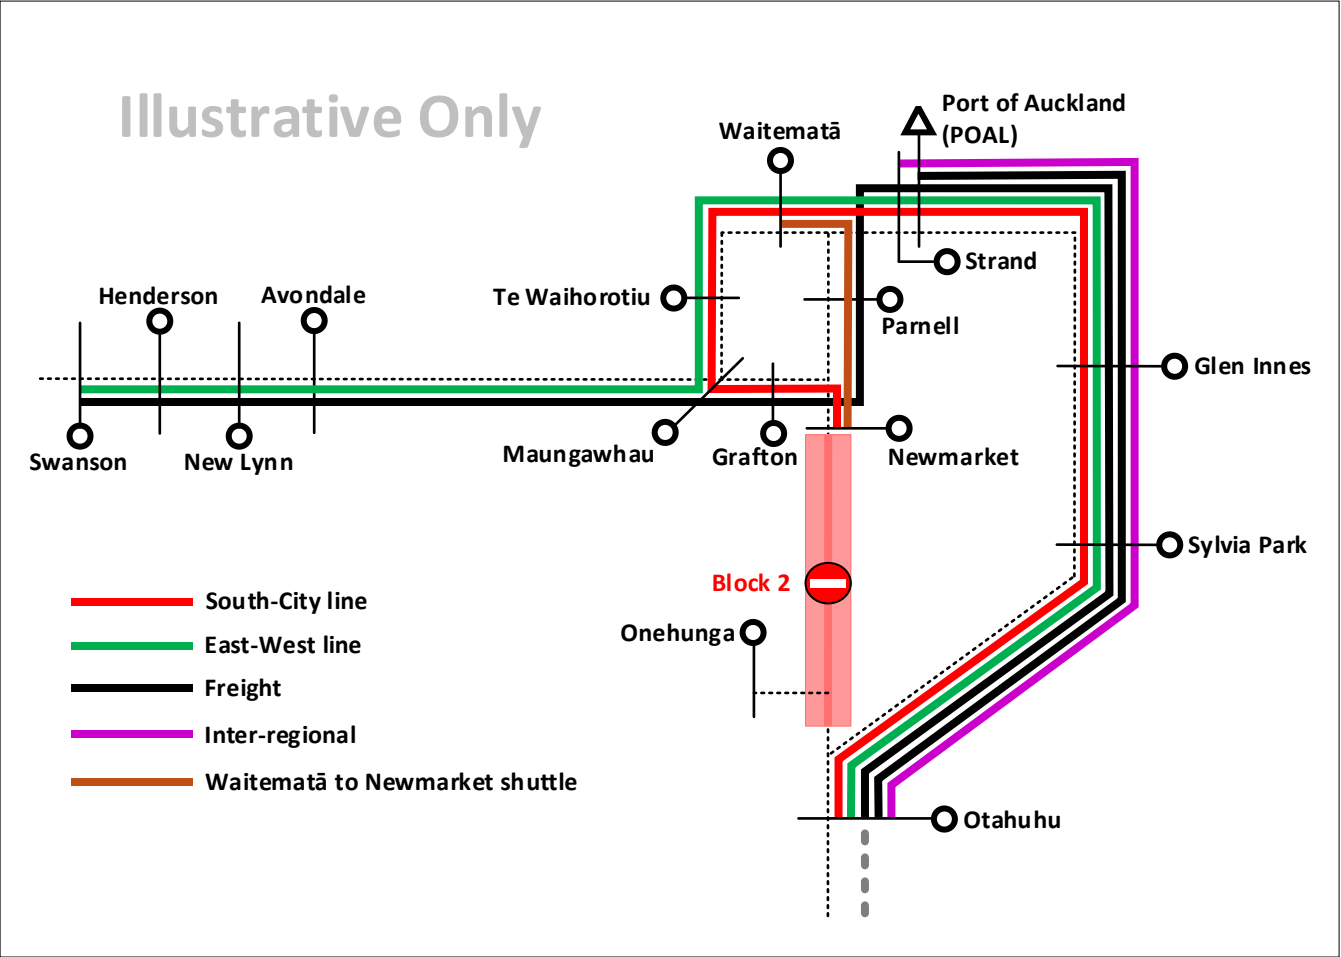 Illustrative Only
Port of Auckland
(POAL)
Waitematā
Strand
Henderson
Avondale
Te Waihorotiu
Parnell
Glen Innes
Swanson
New Lynn
Maungawhau
Grafton
Newmarket
Sylvia Park
Block 2
Onehunga
South-City line
East-West line
Freight
Inter-regional
Waitematā to Newmarket shuttle
Otahuhu